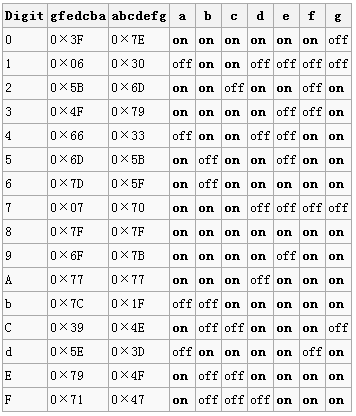 Digit gfedcba abcdefg a b c d e f g
0 0×3F 0×7E on on on on on on off
1 0×06 0×30 off on on off off off off
2 0×5B 0×6D on on off on on off on
3 0×4F 0×79 on on on on off off on
4 0×66 0×33 off on on off off on on
5 0×6D 0×5B on off on on off on on
6 0×7D 0×5F on off on on on on on
7 0×07 0×70 on on on off off off off
8 0×7F 0×7F on on on on on on on
9 0×6F 0×7B on on on on off on on
A 0×77 0×77 on on on off on on on
b 0×7C 0×1F off off on on on on on
C 0×39 0×4E on off off on on on off
d 0×5E 0×3D off on on on on off on
E 0×79 0×4F on off off on on on on
F 0×71 0×47 on off off off on on on